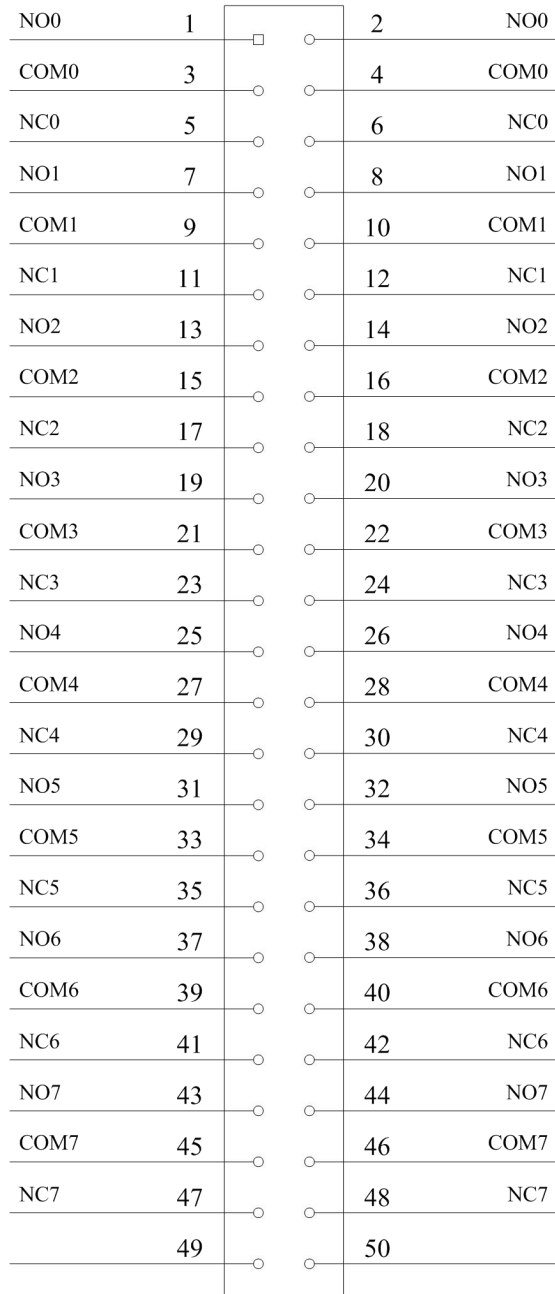 NO0 1 2 NO0
COM0 3 4 COM0
NC0 5 6 NC0
NO1 7 8 NO1
COM1 9 10 COM1
NC1 11 12 NC1
NO2 13 14 NO2
COM2 15 16 COM2
NC2 17 18 NC2
NO3 19 20 NO3
COM3 21 22 COM3
NC3 23 24 NC3
NO4 25 26 NO4
COM4 27 28 COM4
NC4 29 30 NC4
NO5 31 32 NO5
COM5 33 34 COM5
NC5 35 36 NC5
NO6 37 38 NO6
COM6 39 40 COM6
NC6 41 42 NC6
NO7 43 44 NO7
COM7 45 46 COM7
NC7 47 48 NC7
49 50